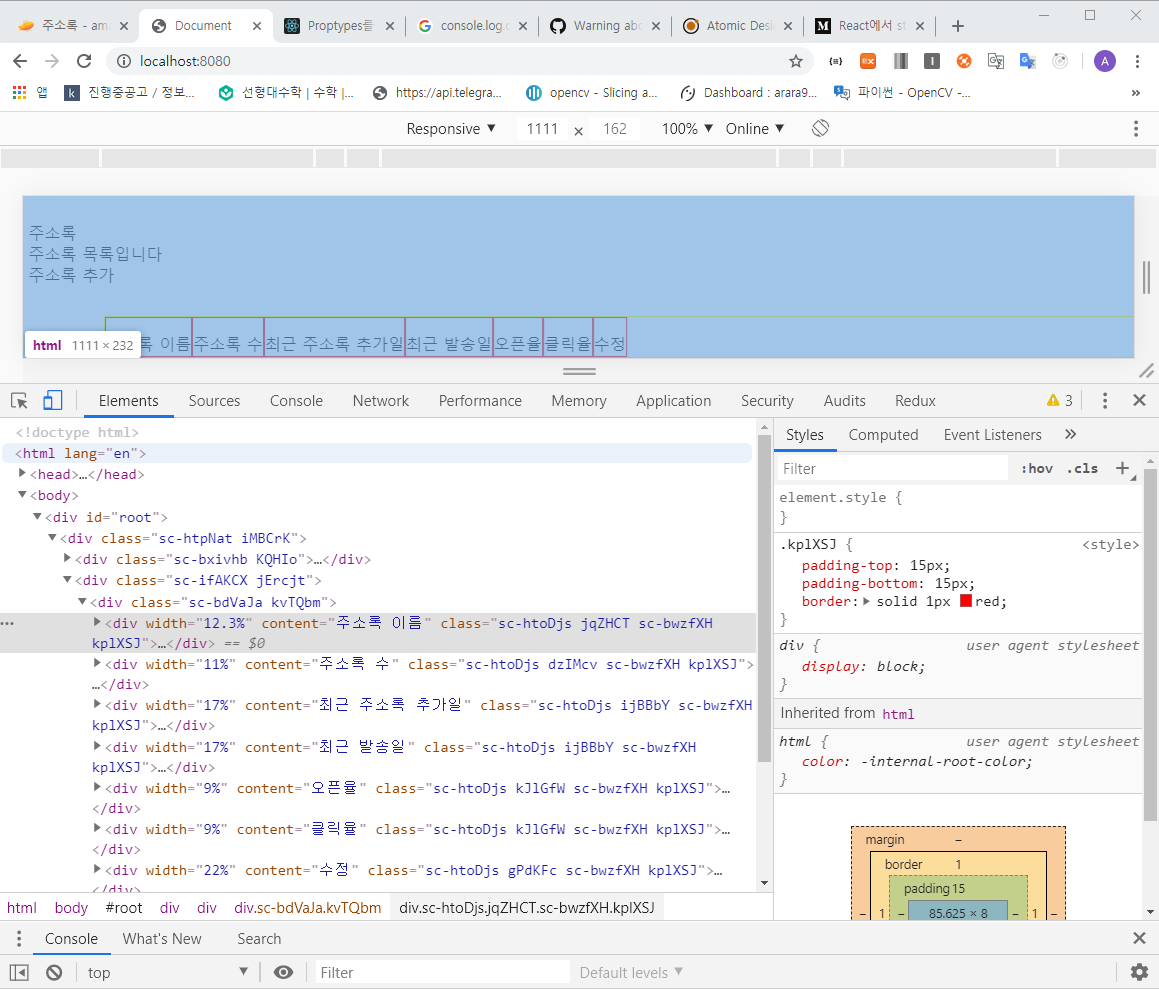 주소록 - ama
Document
Proptypes를
console.log.c
Warning abo
Atomic Desi
React에서 st
localhost:8080
앱 진행중공고 / 정보... 선형대수학 | 수학 |... https://api.telegra... opencv - Slicing a... Dashboard : arara9... 파이썬 - OpenCV -... »
Responsive ▼ 1111 × 162 100% ▼ Online ▼
주소록
주소록 목록입니다
주소록 추가
록 이름 주소록 수 최근 주소록 추가일 최근 발송일 오픈율 클릭율 수정
html 1111 × 232
Elements Sources Console Network Performance Memory Application Security Audits Redux 3
<!doctype html>
<html lang="en">
▶<head>…</head>
▼<body>
▼<div id="root">
▼<div class="sc-htpNat iMBCrK">
▶<div class="sc-bxivhb KQHIo">…</div>
▼<div class="sc-ifAKCX jErcjt">
▼<div class="sc-bdVaJa kvTQbm">
▶<div width="12.3%" content="주소록 이름" class="sc-htoDjs jqZHCT sc-bwzfXH
kplXSJ">…</div> == $0
▶<div width="11%" content="주소록 수" class="sc-htoDjs dzIMcv sc-bwzfXH kplXSJ">
…</div>
▶<div width="17%" content="최근 주소록 추가일" class="sc-htoDjs ijBBbY sc-bwzfXH
kplXSJ">…</div>
▶<div width="17%" content="최근 발송일" class="sc-htoDjs ijBBbY sc-bwzfXH
kplXSJ">…</div>
▶<div width="9%" content="오픈율" class="sc-htoDjs kJlGfW sc-bwzfXH kplXSJ">…
</div>
▶<div width="9%" content="클릭율" class="sc-htoDjs kJlGfW sc-bwzfXH kplXSJ">…
</div>
▶<div width="22%" content="수정" class="sc-htoDjs gPdKFc sc-bwzfXH kplXSJ">…
</div>
html body #root div div div.sc-bdVaJa.kvTQbm div.sc-htoDjs.jqZHCT.sc-bwzfXH.kplXSJ
Styles Computed Event Listeners »
Filter :hov .cls +
element.style {
}
.kplXSJ { <style>
padding-top: 15px;
padding-bottom: 15px;
border:▶ solid 1px red;
}
div { user agent stylesheet
display: block;
}
Inherited from html
html { user agent stylesheet
color: -internal-root-color;
}
margin –
border 1
padding 15
– 1 – 85.625 × 8 – 1 –
Console What's New Search
top ▼ Filter Default levels ▼